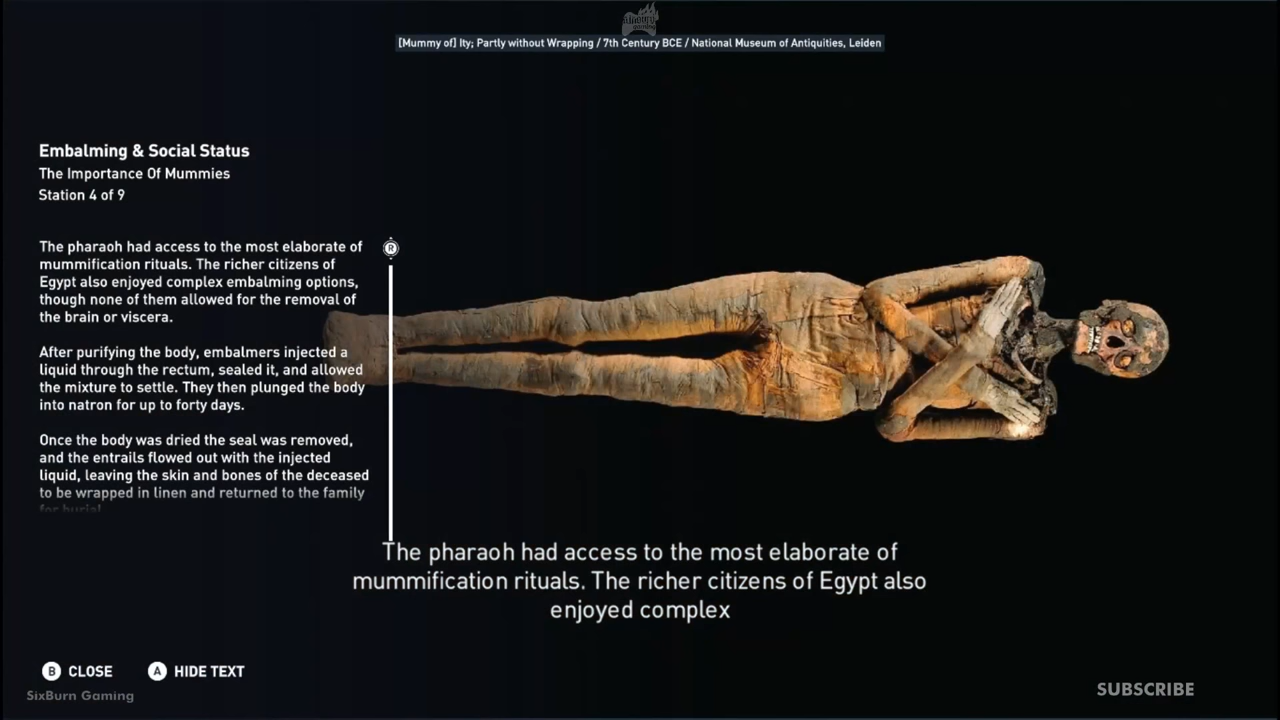 SixBurn
gaming
[Mummy of] Ity; Partly without Wrapping / 7th Century BCE / National Museum of Antiquities, Leiden
Embalming & Social Status
The Importance Of Mummies
Station 4 of 9
The pharaoh had access to the most elaborate of
mummification rituals. The richer citizens of
Egypt also enjoyed complex embalming options,
though none of them allowed for the removal of
the brain or viscera.
After purifying the body, embalmers injected a
liquid through the rectum, sealed it, and allowed
the mixture to settle. They then plunged the body
into natron for up to forty days.
Once the body was dried the seal was removed,
and the entrails flowed out with the injected
liquid, leaving the skin and bones of the deceased
to be wrapped in linen and returned to the family
for burial
R
The pharaoh had access to the most elaborate of
mummification rituals. The richer citizens of Egypt also
enjoyed complex
B CLOSE A HIDE TEXT
SixBurn Gaming
SUBSCRIBE